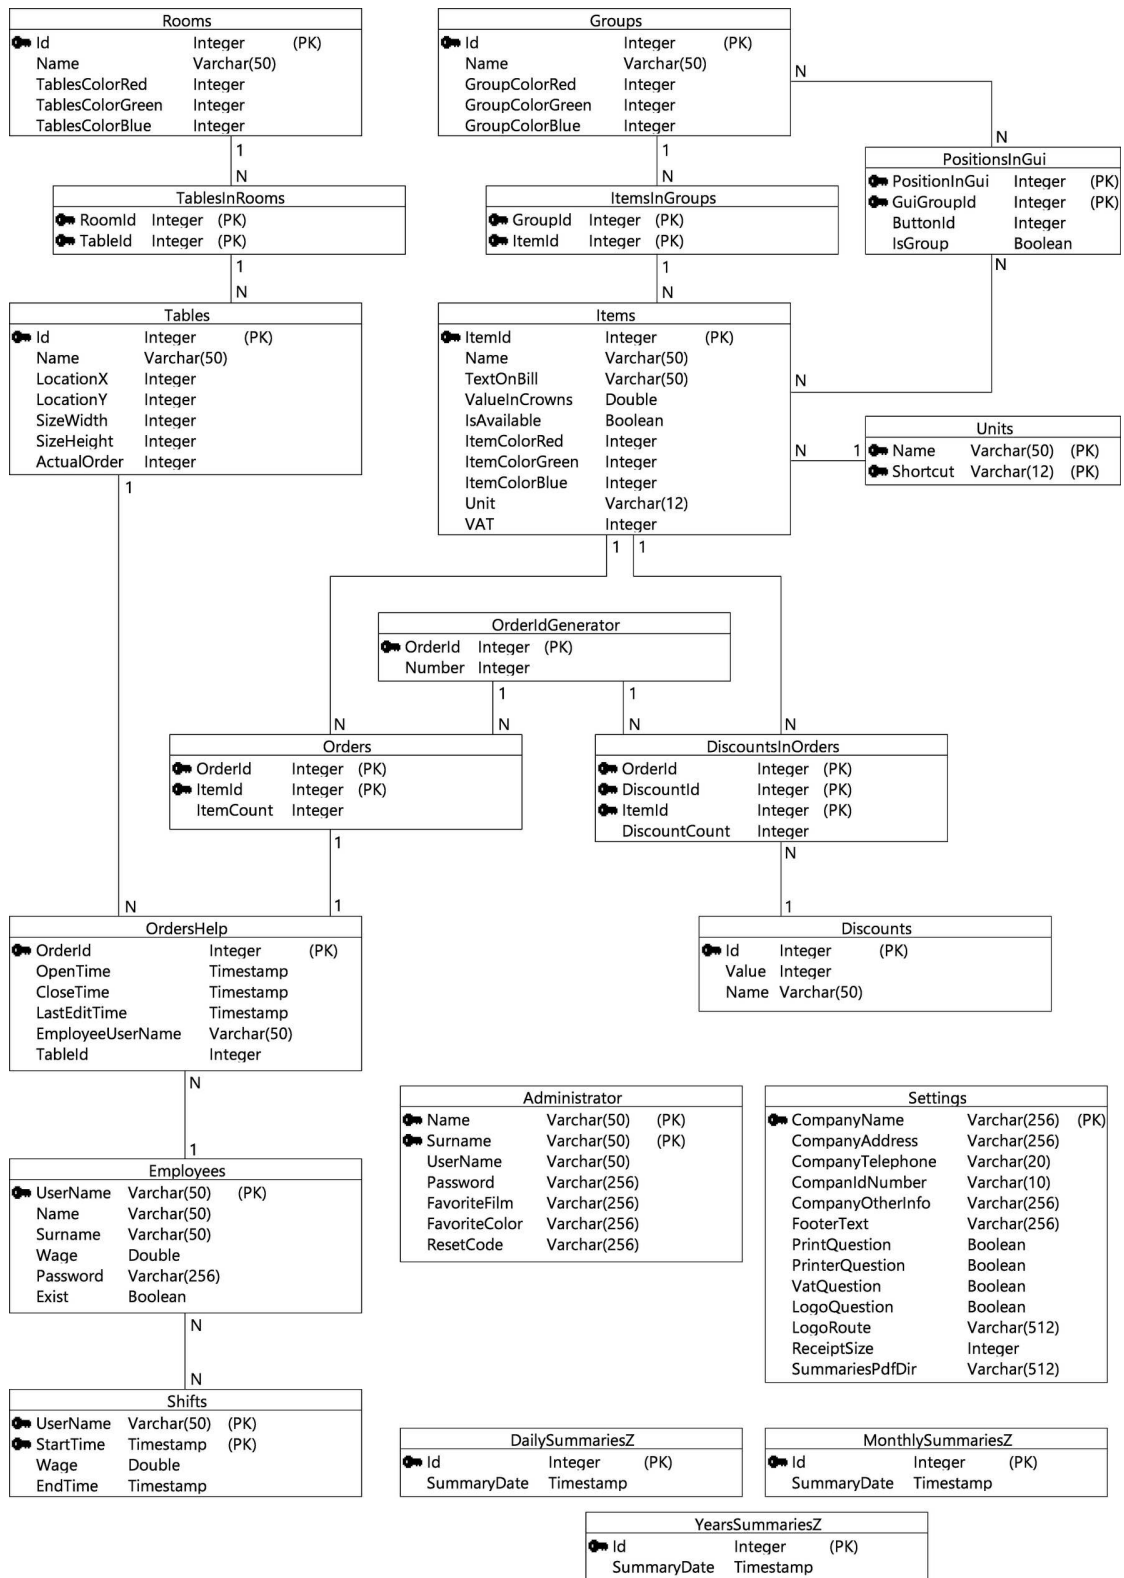 Rooms
Id Integer (PK)
Name Varchar(50)
TablesColorRed Integer
TablesColorGreen Integer
TablesColorBlue Integer
1
N
TablesInRooms
RoomId Integer (PK)
TableId Integer (PK)
1
N
Tables
Id Integer (PK)
Name Varchar(50)
LocationX Integer
LocationY Integer
SizeWidth Integer
SizeHeight Integer
ActualOrder Integer
1
Groups
Id Integer (PK)
Name Varchar(50)
GroupColorRed Integer
GroupColorGreen Integer
GroupColorBlue Integer
N
1
N
N
ItemsInGroups
GroupId Integer (PK)
ItemId Integer (PK)
1
N
PositionsInGui
PositionInGui Integer (PK)
GuiGroupId Integer (PK)
ButtonId Integer
IsGroup Boolean
N
Items
ItemId Integer (PK)
Name Varchar(50)
TextOnBill Varchar(50)
ValueInCrowns Double
IsAvailable Boolean
ItemColorRed Integer
ItemColorGreen Integer
ItemColorBlue Integer
Unit Varchar(12)
VAT Integer
N
N 1
Units
Name Varchar(50) (PK)
Shortcut Varchar(12) (PK)
1 1
OrderIdGenerator
OrderId Integer (PK)
Number Integer
1 1
N N N N
Orders
OrderId Integer (PK)
ItemId Integer (PK)
ItemCount Integer
1
DiscountsInOrders
OrderId Integer (PK)
DiscountId Integer (PK)
ItemId Integer (PK)
DiscountCount Integer
N
N 1 1
OrdersHelp
OrderId Integer (PK)
OpenTime Timestamp
CloseTime Timestamp
LastEditTime Timestamp
EmployeeUserName Varchar(50)
TableId Integer
N
Discounts
Id Integer (PK)
Value Integer
Name Varchar(50)
1
Employees
UserName Varchar(50) (PK)
Name Varchar(50)
Surname Varchar(50)
Wage Double
Password Varchar(256)
Exist Boolean
N
N
Administrator
Name Varchar(50) (PK)
Surname Varchar(50) (PK)
UserName Varchar(50)
Password Varchar(256)
FavoriteFilm Varchar(256)
FavoriteColor Varchar(256)
ResetCode Varchar(256)
Settings
CompanyName Varchar(256) (PK)
CompanyAddress Varchar(256)
CompanyTelephone Varchar(20)
CompanIdNumber Varchar(10)
CompanyOtherInfo Varchar(256)
FooterText Varchar(256)
PrintQuestion Boolean
PrinterQuestion Boolean
VatQuestion Boolean
LogoQuestion Boolean
LogoRoute Varchar(512)
ReceiptSize Integer
SummariesPdfDir Varchar(512)
Shifts
UserName Varchar(50) (PK)
StartTime Timestamp (PK)
Wage Double
EndTime Timestamp
DailySummariesZ
Id Integer (PK)
SummaryDate Timestamp
MonthlySummariesZ
Id Integer (PK)
SummaryDate Timestamp
YearsSummariesZ
Id Integer (PK)
SummaryDate Timestamp